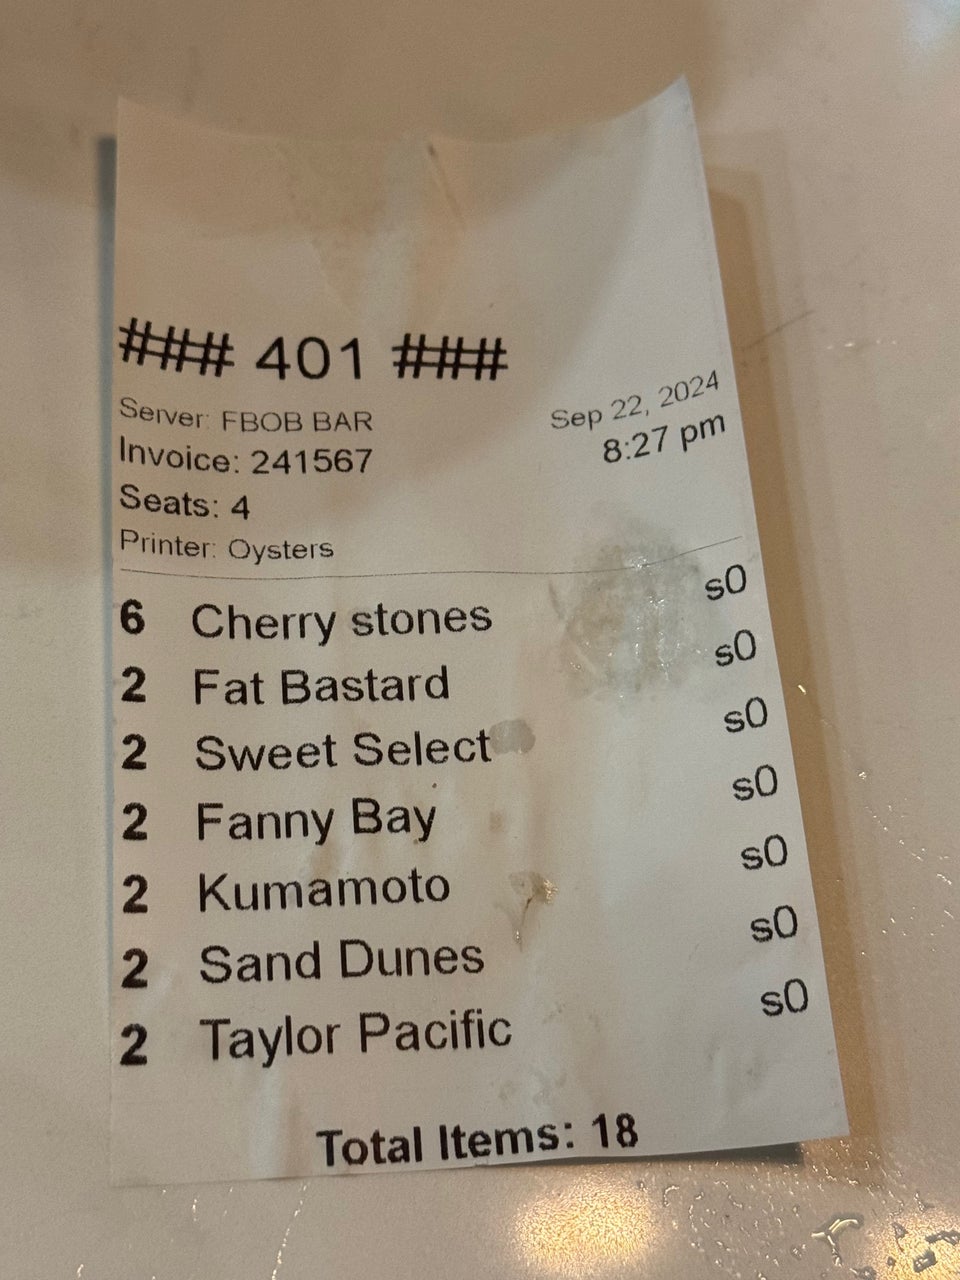 ### 401 ###
Server: FBOB BAR Sep 22, 2024
Invoice: 241567 8:27 pm
Seats: 4
Printer: Oysters
6 Cherry stones s0
2 Fat Bastard s0
2 Sweet Select s0
2 Fanny Bay s0
2 Kumamoto s0
2 Sand Dunes s0
2 Taylor Pacific s0
Total Items: 18